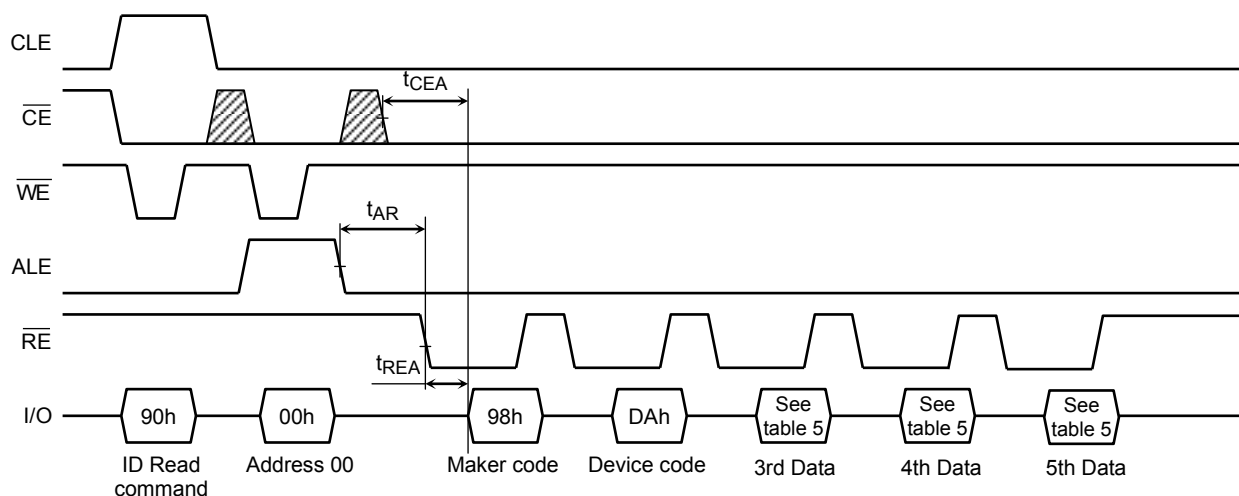 CLE
tCEA
CE
WE
tAR
ALE
RE
tREA
I/O
90h
00h
98h
DAh
See
table 5
See
table 5
See
table 5
ID Read
command
Address 00
Maker code
Device code
3rd Data
4th Data
5th Data